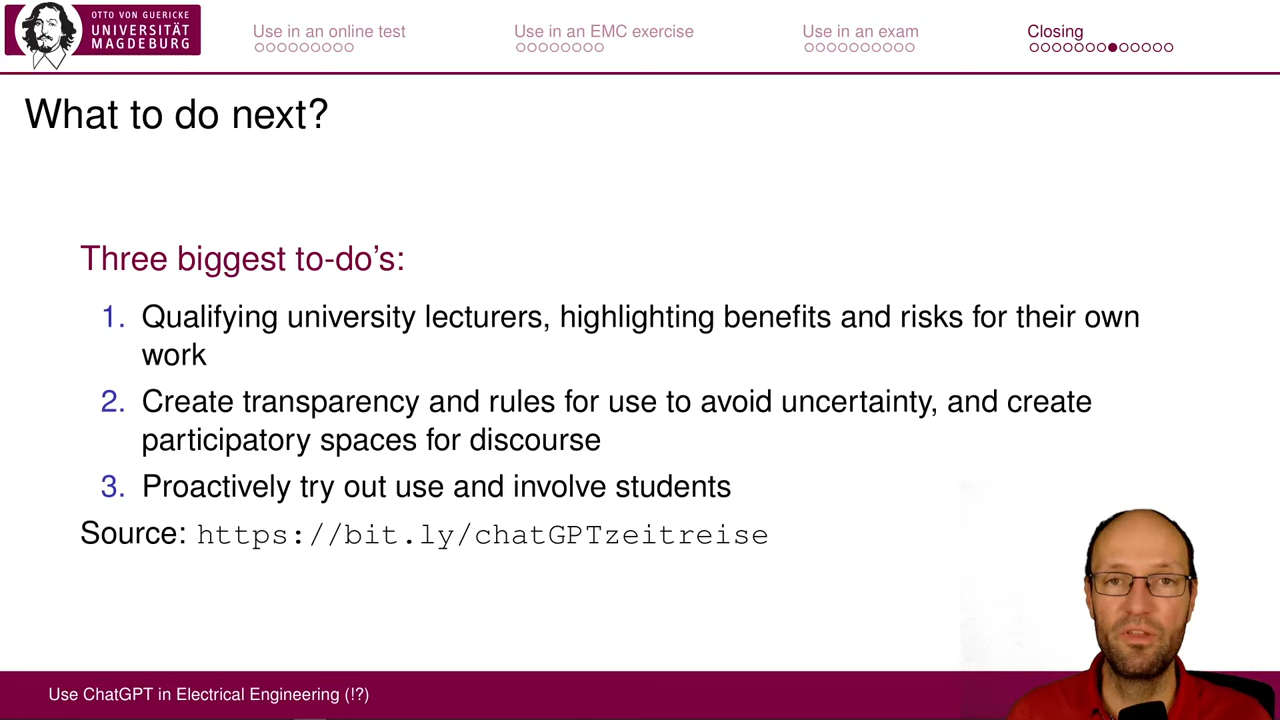 OTTO VON GUERICKE
UNIVERSITÄT
MAGDEBURG
Use in an online test
Use in an EMC exercise
Use in an exam
Closing
What to do next?
Three biggest to-do's:
1. Qualifying university lecturers, highlighting benefits and risks for their own
work
2. Create transparency and rules for use to avoid uncertainty, and create
participatory spaces for discourse
3. Proactively try out use and involve students
Source: https://bit.ly/chatGPTzeitreise
Use ChatGPT in Electrical Engineering (!?)